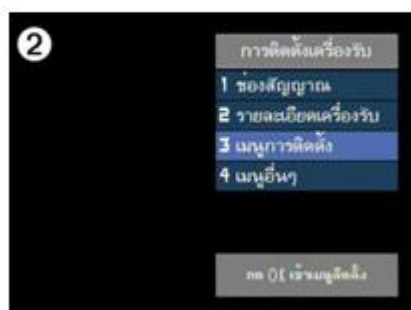 2
การติดตั้งเครื่องรับ
1 ช่องสัญญาณ
2 รายละเอียดเครื่องรับ
3 เมนูการติดตั้ง
4 เมนูอื่นๆ
กด OK เข้าเมนูติดตั้ง